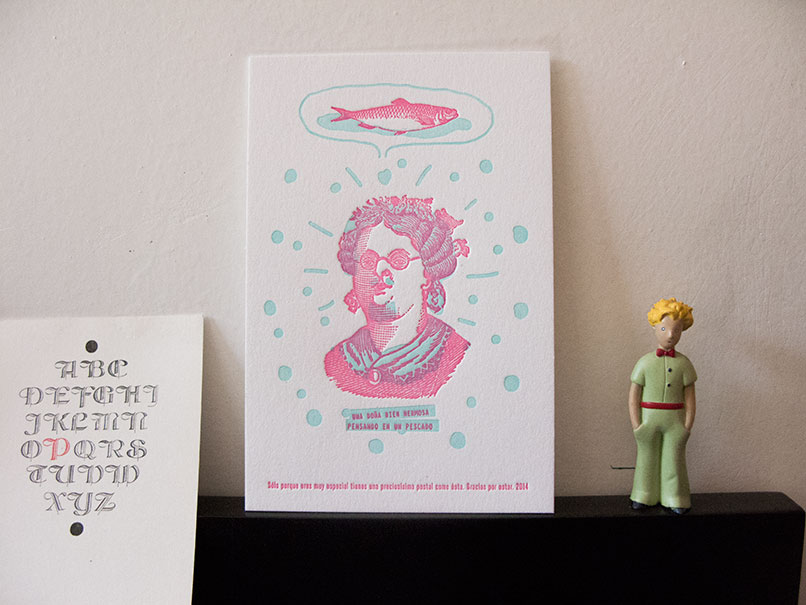 ABC
DEFGHI
JKLMN
OPQRS
TUVW
XYZ
UNA DOÑA BIEN HERMOSA
PENSANDO EN UN PESCADO
Sólo porque eres muy especial tienes una preciosísima postal como ésta. Gracias por estar. 2014